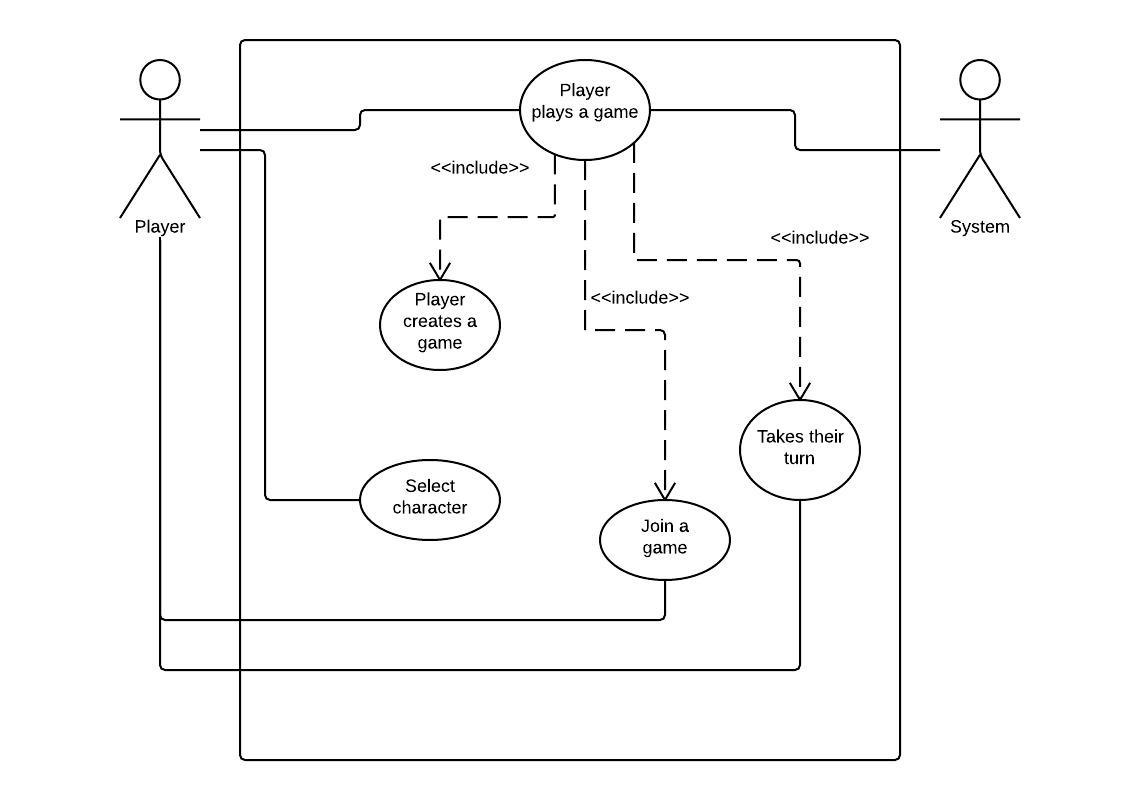 Player
plays a game
<<include>>
Player
System
<<include>>
<<include>>
Player
creates a
game
Takes their
turn
Select
character
Join a
game